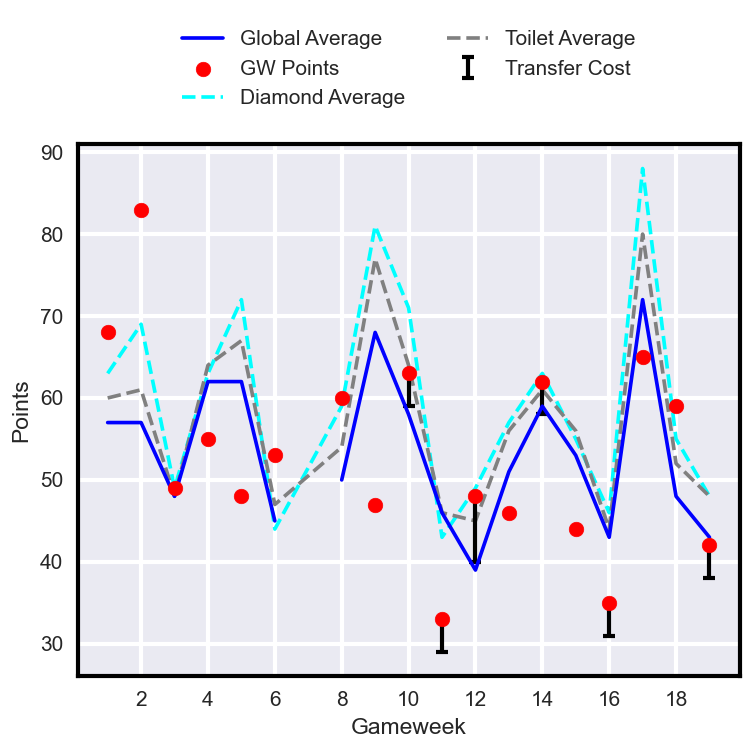 Global Average
GW Points
Diamond Average
Toilet Average
Transfer Cost
90
80
70
60
50
40
30
Points
2 4 6 8 10 12 14 16 18
Gameweek